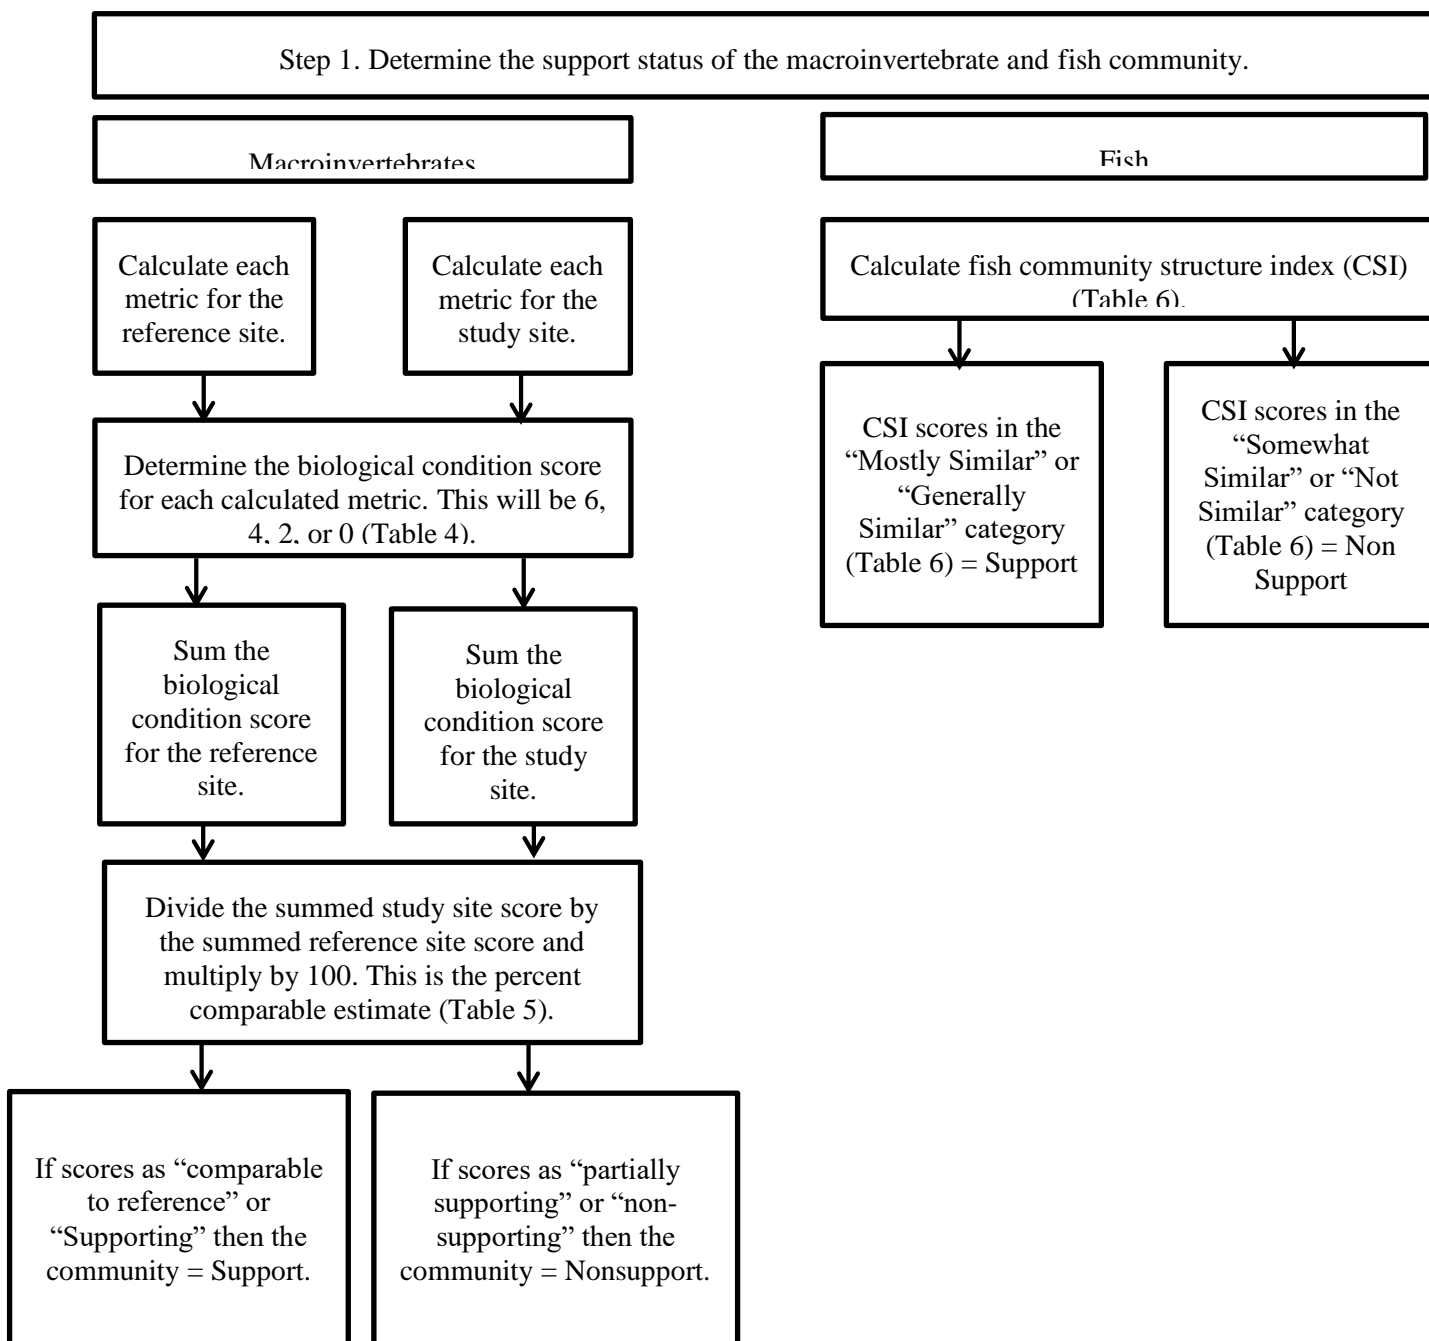 Step 1. Determine the support status of the macroinvertebrate and fish community.
Macroinvertebrates
Fish
Calculate each
metric for the
reference site.
Calculate each
metric for the
study site.
Determine the biological condition score
for each calculated metric. This will be 6,
4, 2, or 0 (Table 4).
Sum the
biological
condition score
for the reference
site.
Sum the
biological
condition score
for the study
site.
Divide the summed study site score by
the summed reference site score and
multiply by 100. This is the percent
comparable estimate (Table 5).
If scores as “comparable
to reference” or
“Supporting” then the
community = Support.
If scores as “partially
supporting” or “non-
supporting” then the
community = Nonsupport.
Calculate fish community structure index (CSI)
(Table 6).
CSI scores in the
“Mostly Similar” or
“Generally
Similar” category
(Table 6) = Support
CSI scores in the
“Somewhat
Similar” or “Not
Similar” category
(Table 6) = Non
Support